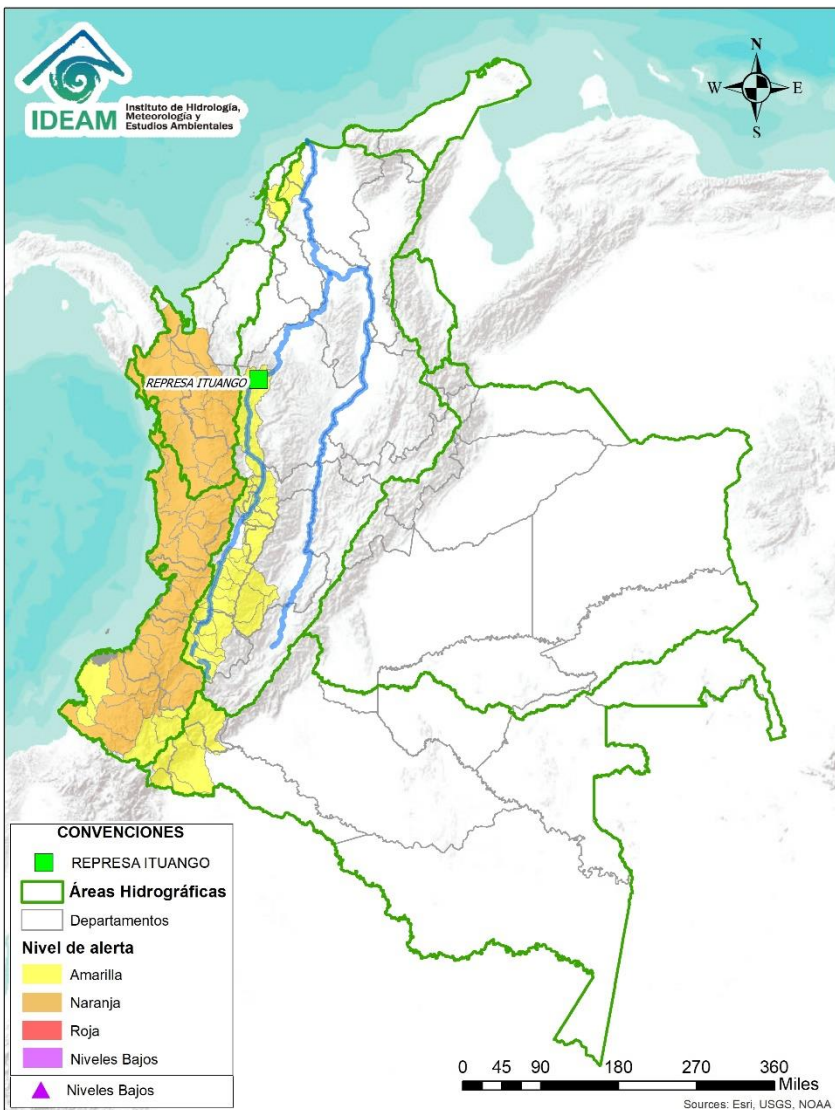 IDEAM
Instituto de Hidrología,
Meteorología y
Estudios Ambientales
N
W
E
S
REPRESA ITUANGO
CONVENCIONES
REPRESA ITUANGO
Áreas Hidrográficas
Departamentos
Nivel de alerta
Amarilla
Naranja
Roja
Niveles Bajos
Niveles Bajos
0 45 90 180 270 360
Miles
Sources: Esri, USGS, NOAA